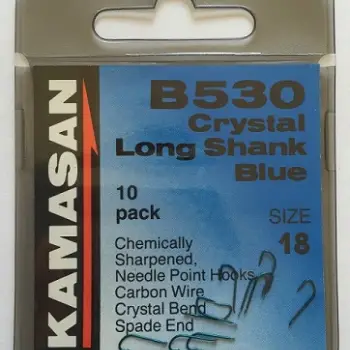 KAMASAN
B530
Crystal
Long Shank
Blue
10
pack
SIZE
18
Chemically
Sharpened,
Needle Point Hooks
Carbon Wire
Crystal Bend
Spade End